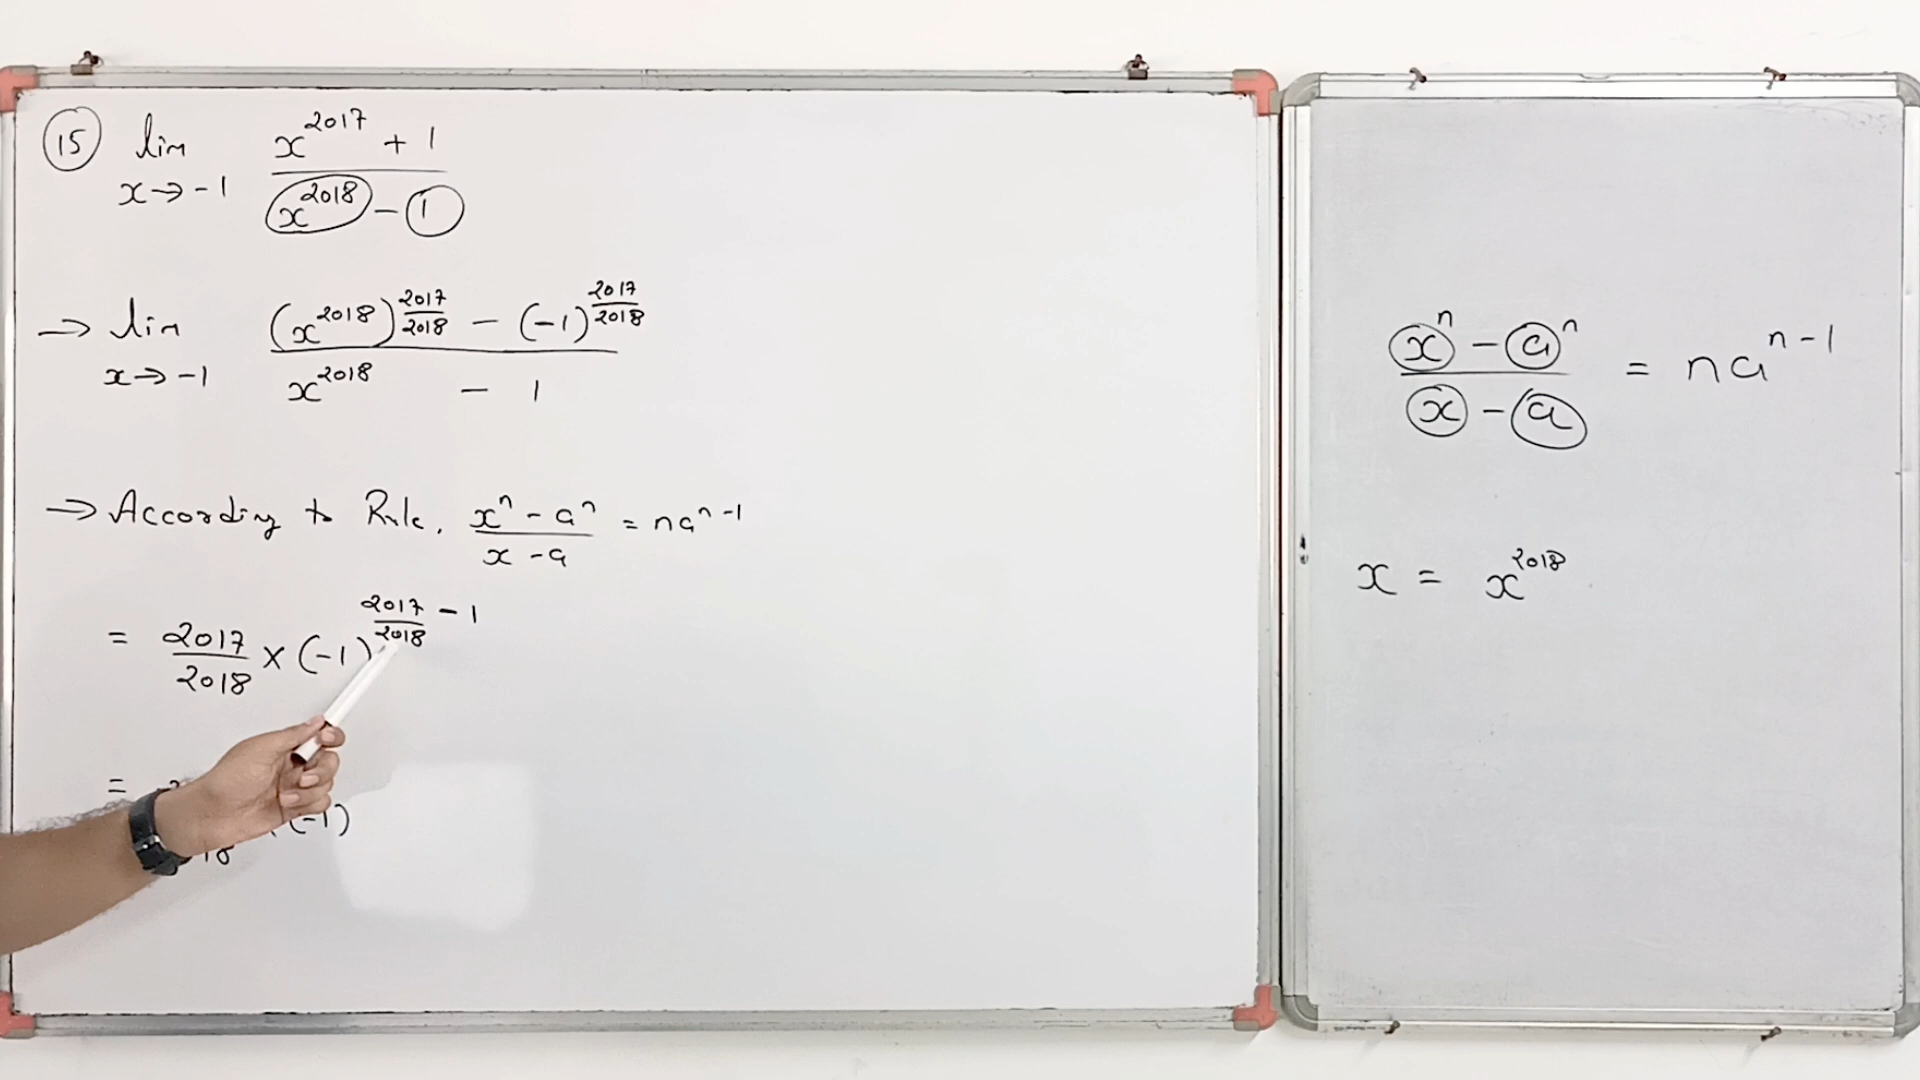 15 lim x→-1 (x^2017 + 1)/(x^2018 - 1)
→ lim x→-1 ((x^2018)^(2017/2018) - (-1)^(2017/2018))/(x^2018 - 1)
→ According to Rule, (x^n - a^n)/(x - a) = na^(n-1)
= 2017/2018 × (-1)^(2017/2018 - 1)
= (-1)
(x^n - a^n)/(x - a) = na^(n-1)
x = x^2018